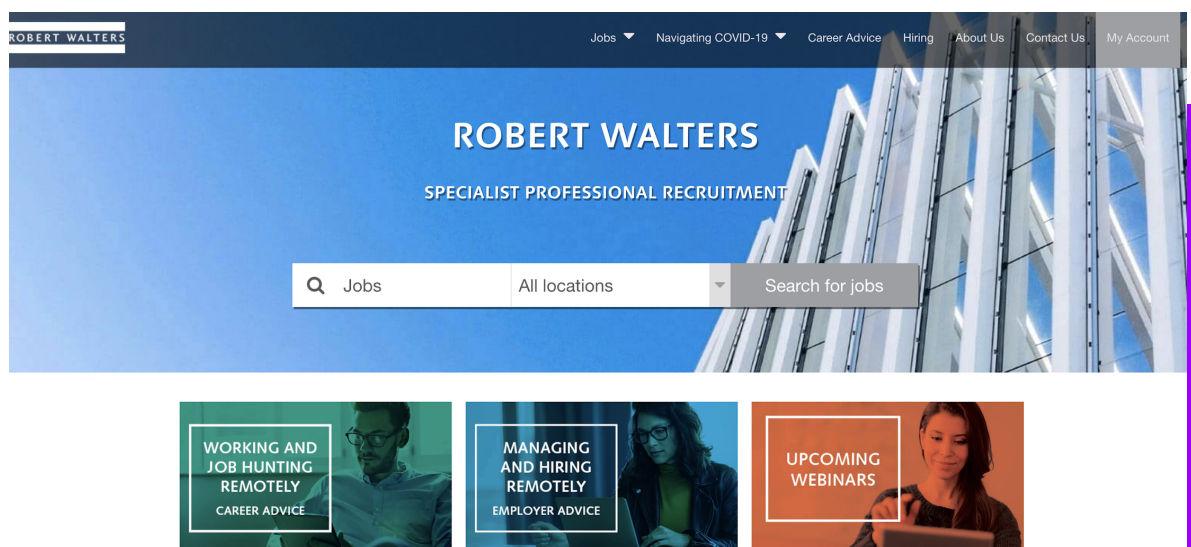 ROBERT WALTERS
Jobs Navigating COVID-19 Career Advice Hiring About Us Contact Us My Account
ROBERT WALTERS
SPECIALIST PROFESSIONAL RECRUITMENT
Jobs All locations Search for jobs
WORKING AND
JOB HUNTING
REMOTELY
CAREER ADVICE
MANAGING
AND HIRING
REMOTELY
EMPLOYER ADVICE
UPCOMING
WEBINARS